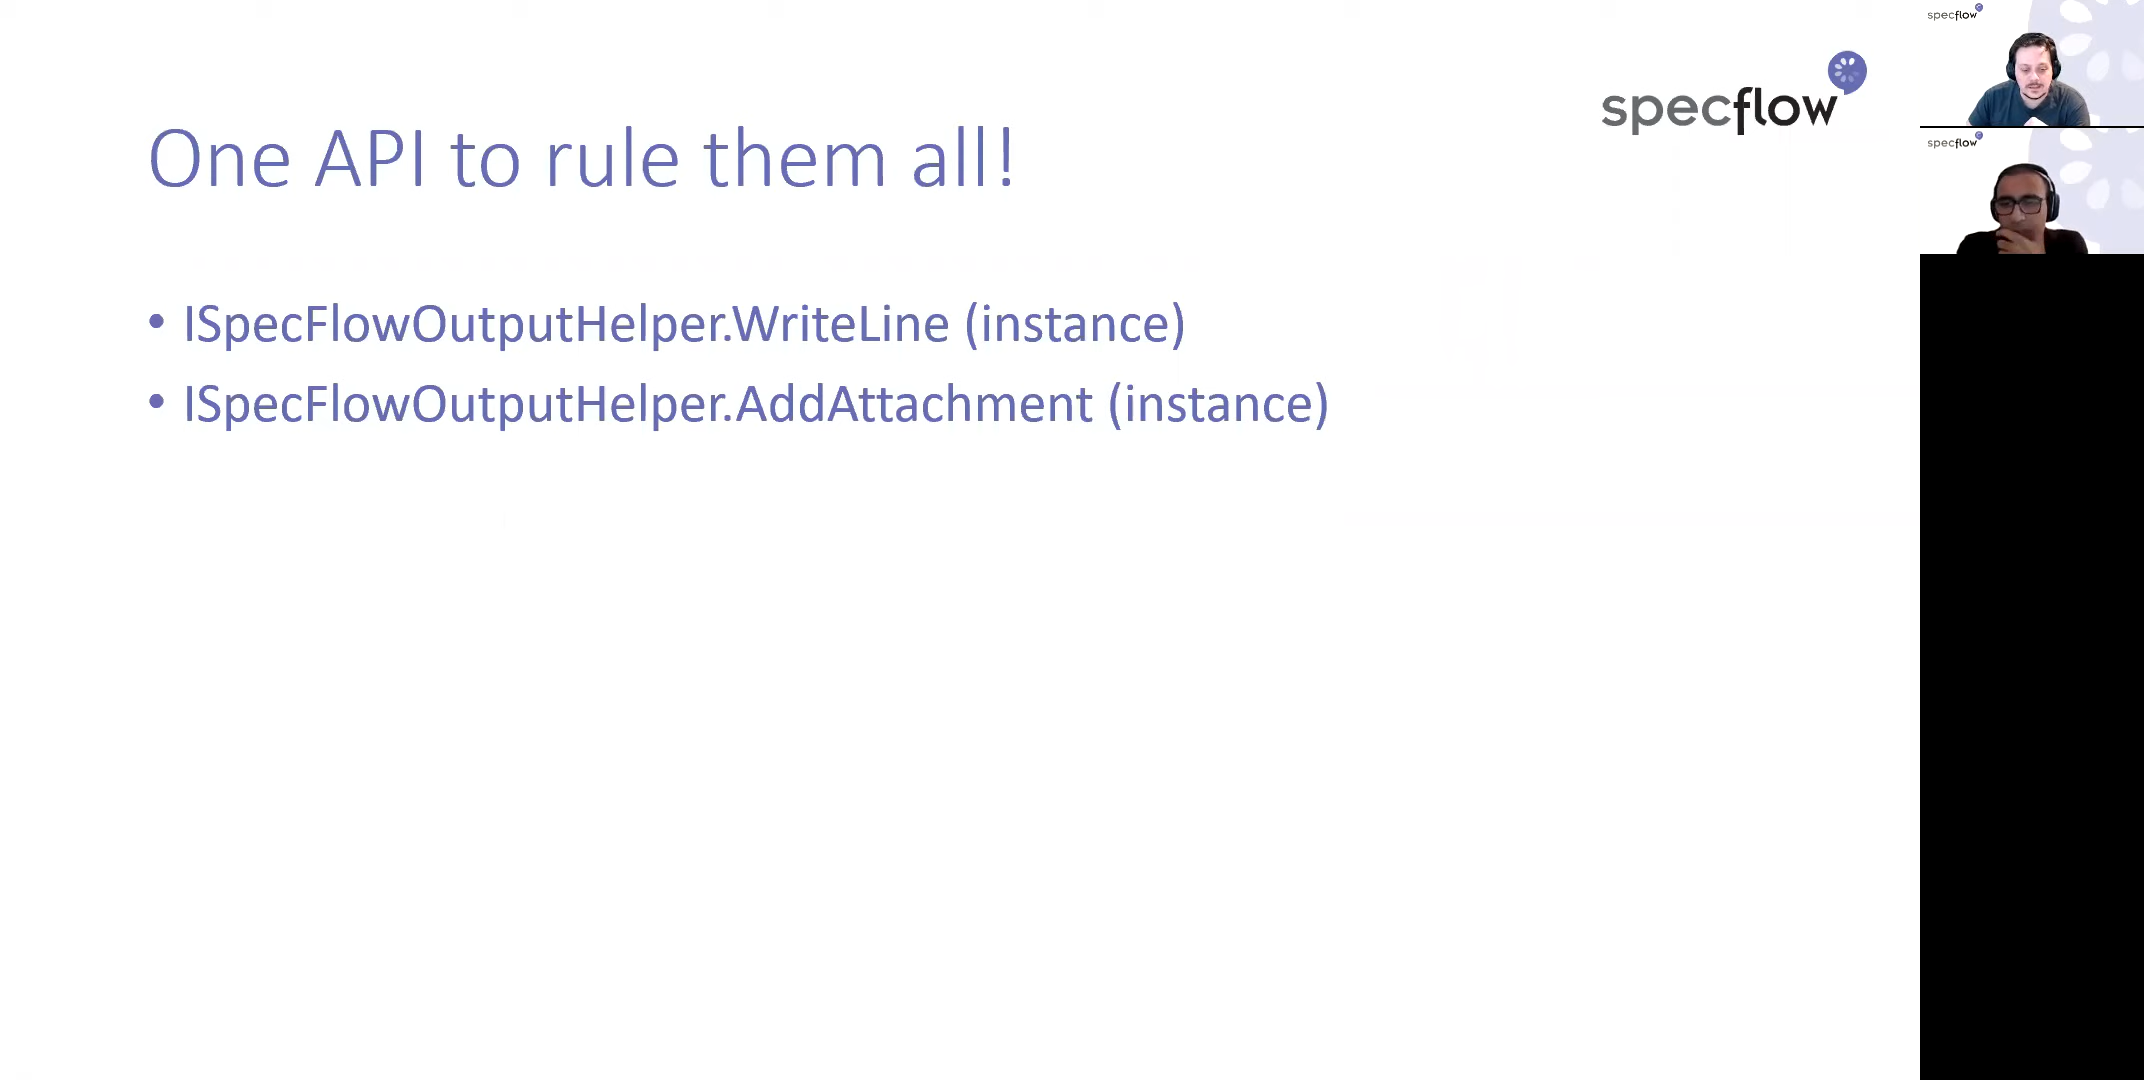 One API to rule them all!
specflow
• ISpecFlowOutputHelper.WriteLine (instance)
• ISpecFlowOutputHelper.AddAttachment (instance)
specflow
specflow